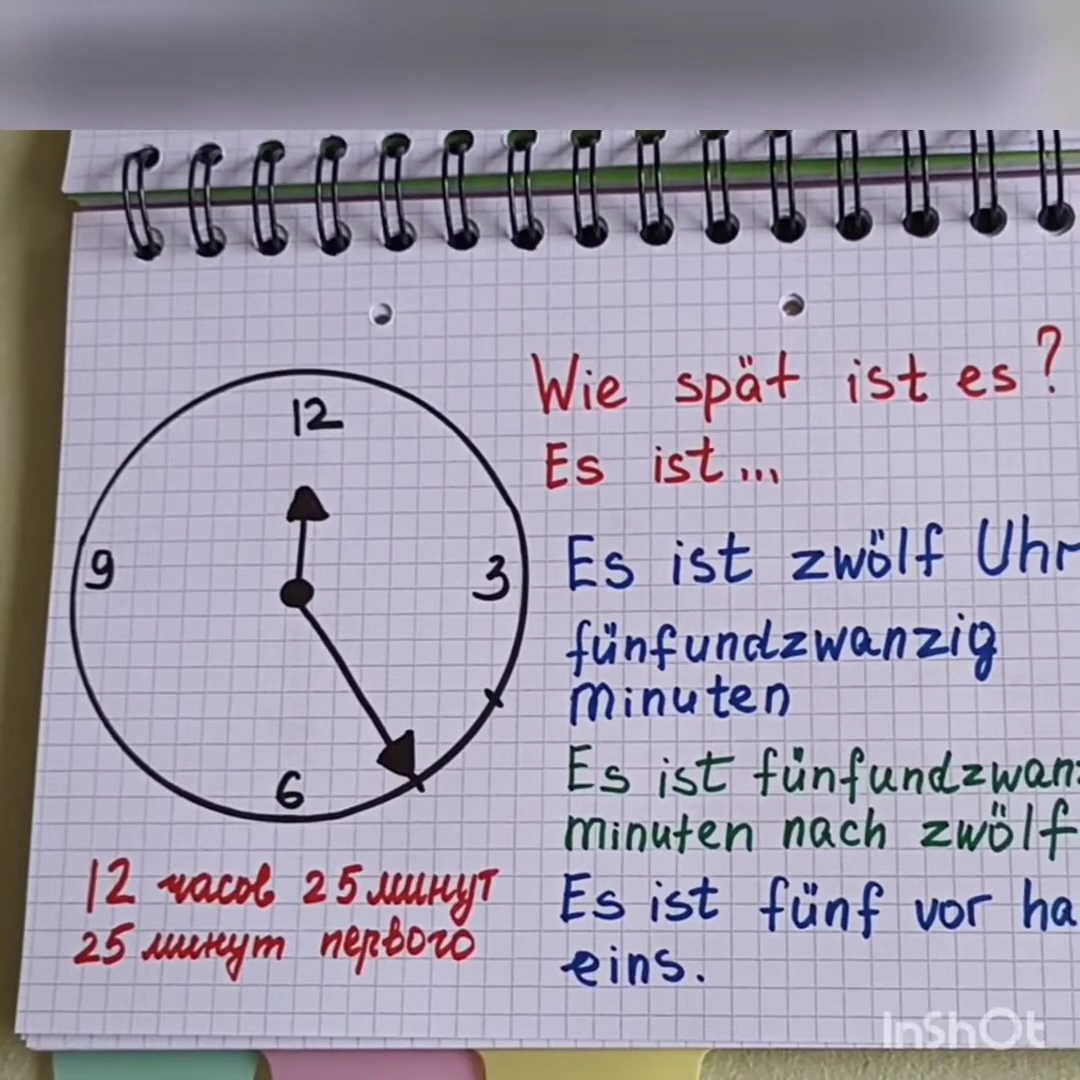 12
9
3
6
Wie spät ist es?
Es ist...
Es ist zwölf Uhr
fünfundzwanzig
minuten
Es ist fünfundzwan
minuten nach zwölf
Es ist fünf vor ha
eins.
12 часов 25 минут
25 минут первого
InShOt